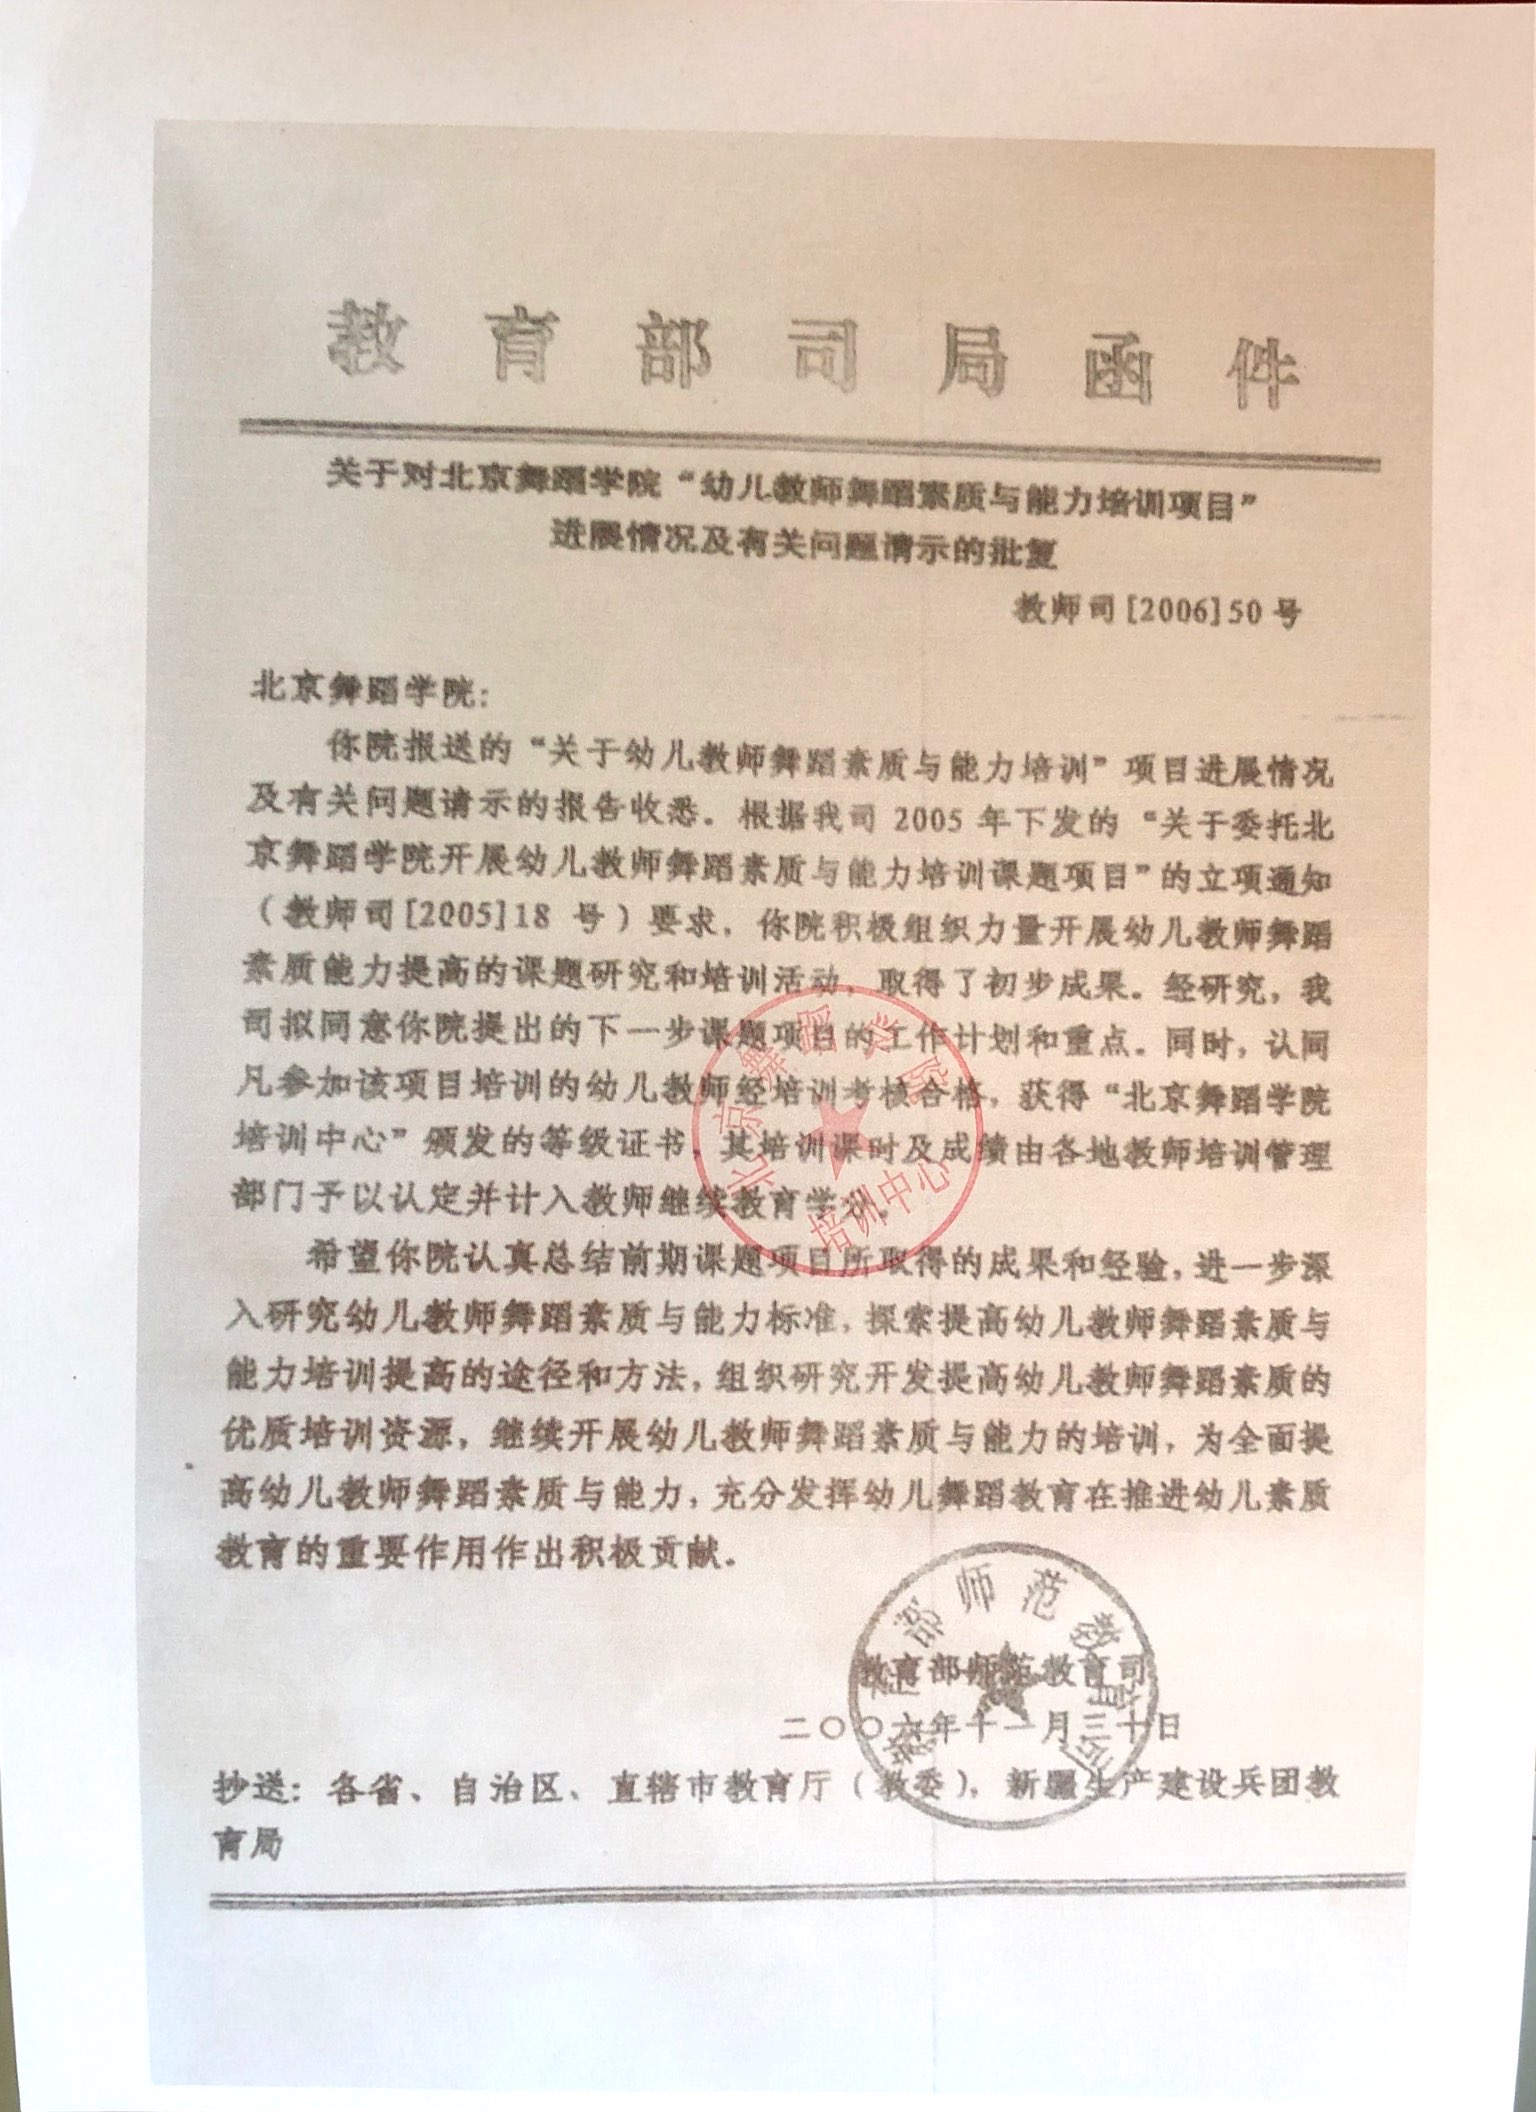 教育部司局函件
关于对北京舞蹈学院“幼儿教师舞蹈素质与能力培训项目”
进展情况及有关问题请示的批复
教师司[2006]50号
北京舞蹈学院：
你院报送的“关于幼儿教师舞蹈素质与能力培训”项目进展情况
及有关问题请示的报告收悉。根据我司 2005 年下发的“关于委托北
京舞蹈学院开展幼儿教师舞蹈素质与能力培训课题项目”的立项通知
（教师司[2005]18 号）要求，你院积极组织力量开展幼儿教师舞蹈
素质能力提高的课题研究和培训活动，取得了初步成果。经研究，我
司拟同意你院提出的下一步课题项目的工作计划和重点。同时，认同
凡参加该项目培训的幼儿教师经培训考核合格，获得“北京舞蹈学院
培训中心”颁发的等级证书，其培训课时及成绩由各地教师培训管理
部门予以认定并计入教师继续教育学分。
北京舞蹈学院
培训中心
希望你院认真总结前期课题项目所取得的成果和经验，进一步深
入研究幼儿教师舞蹈素质与能力标准，探索提高幼儿教师舞蹈素质与
能力培训提高的途径和方法，组织研究开发提高幼儿教师舞蹈素质的
优质培训资源，继续开展幼儿教师舞蹈素质与能力的培训，为全面提
高幼儿教师舞蹈素质与能力，充分发挥幼儿舞蹈教育在推进幼儿素质
教育的重要作用作出积极贡献。
教育部师范教育司
教育部师范教育司
二〇〇六年十一月三十日
抄送：各省、自治区、直辖市教育厅（教委），新疆生产建设兵团教
育局